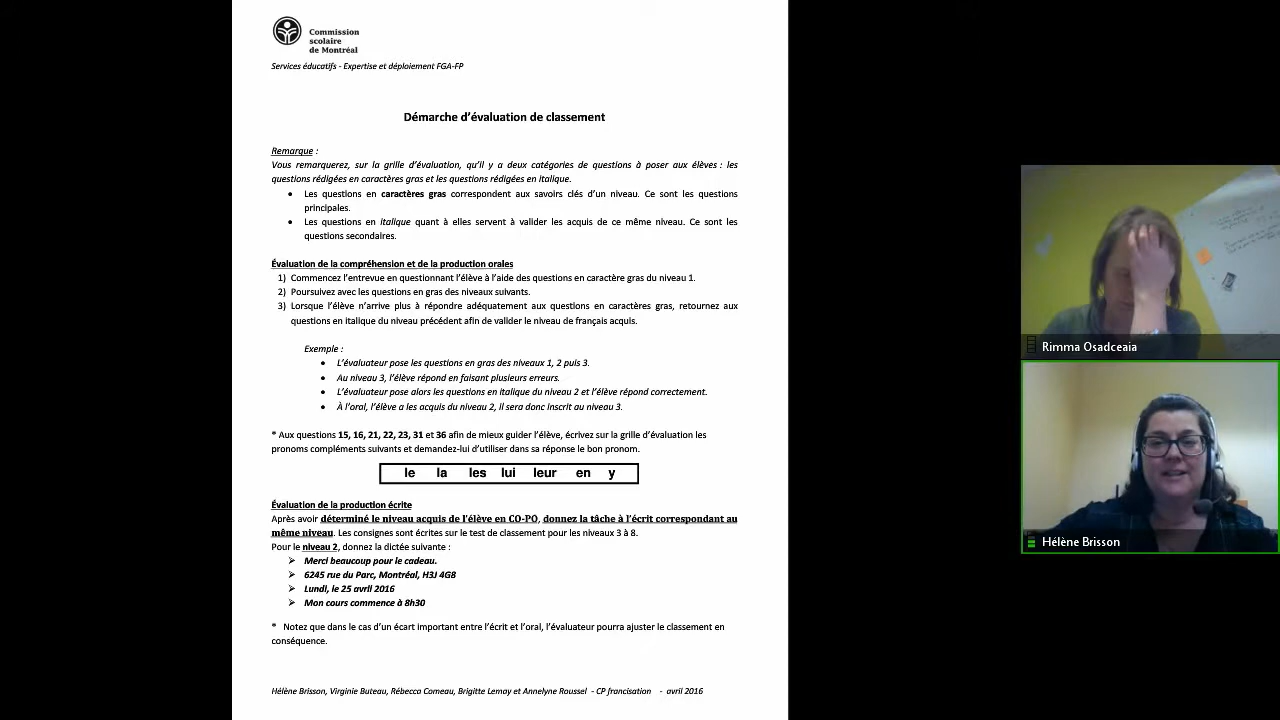 Commission
scolaire
de Montréal
Services éducatifs - Expertise et déploiement FGA-FP
Démarche d'évaluation de classement
Remarque :
Vous remarquerez, sur la grille d'évaluation, qu'il y a deux catégories de questions à poser aux élèves : les
questions rédigées en caractères gras et les questions rédigées en italique.
• Les questions en caractères gras correspondent aux savoirs clés d'un niveau. Ce sont les questions
principales.
• Les questions en italique quant à elles servent à valider les acquis de ce même niveau. Ce sont les
questions secondaires.
Évaluation de la compréhension et de la production orales
1) Commencez l'entrevue en questionnant l'élève à l'aide des questions en caractère gras du niveau 1.
2) Poursuivez avec les questions en gras des niveaux suivants.
3) Lorsque l'élève n'arrive plus à répondre adéquatement aux questions en caractères gras, retournez aux
questions en italique du niveau précédent afin de valider le niveau de français acquis.
Exemple :
• L'évaluateur pose les questions en gras des niveaux 1, 2 puis 3.
• Au niveau 3, l'élève répond en faisant plusieurs erreurs.
• L'évaluateur pose alors les questions en italique du niveau 2 et l'élève répond correctement.
• À l'oral, l'élève a les acquis du niveau 2, il sera donc inscrit au niveau 3.
* Aux questions 15, 16, 21, 22, 23, 31 et 36 afin de mieux guider l'élève, écrivez sur la grille d'évaluation les
pronoms compléments suivants et demandez-lui d'utiliser dans sa réponse le bon pronom.
le la les lui leur en y
Évaluation de la production écrite
Après avoir déterminé le niveau acquis de l'élève en CO-PO, donnez la tâche à l'écrit correspondant au
même niveau. Les consignes sont écrites sur le test de classement pour les niveaux 3 à 8.
Pour le niveau 2, donnez la dictée suivante :
➢ Merci beaucoup pour le cadeau.
➢ 6245 rue du Parc, Montréal, H3J 4G8
➢ Lundi, le 25 avril 2016
➢ Mon cours commence à 8h30
* Notez que dans le cas d'un écart important entre l'écrit et l'oral, l'évaluateur pourra ajuster le classement en
conséquence.
Hélène Brisson, Virginie Buteau, Rébecca Comeau, Brigitte Lemay et Annelyne Roussel - CP francisation - avril 2016
Rimma Osadceaia
Hélène Brisson